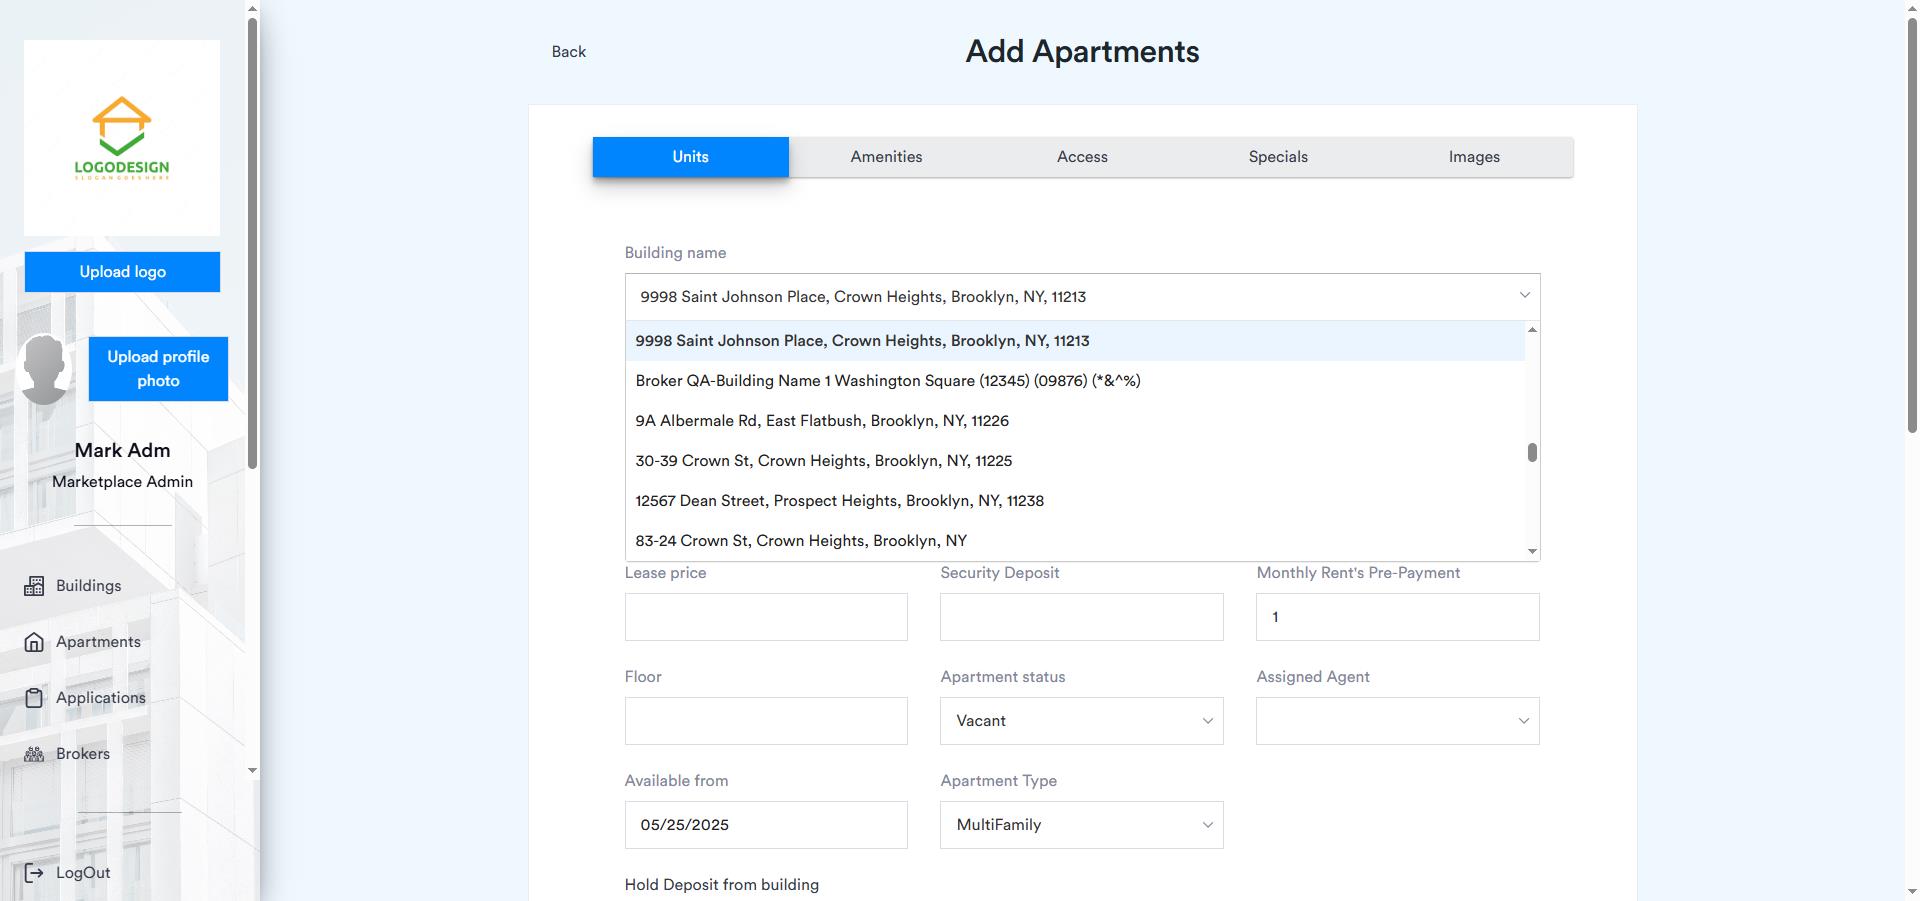 LOGODESIGN
SLOGAN GOES HERE
Upload logo
Upload profile
photo
Mark Adm
Marketplace Admin
Buildings
Apartments
Applications
Brokers
LogOut
Back
Add Apartments
Units
Amenities
Access
Specials
Images
Building name
9998 Saint Johnson Place, Crown Heights, Brooklyn, NY, 11213
9998 Saint Johnson Place, Crown Heights, Brooklyn, NY, 11213
Broker QA-Building Name 1 Washington Square (12345) (09876) (*&^%)
9A Albermale Rd, East Flatbush, Brooklyn, NY, 11226
30-39 Crown St, Crown Heights, Brooklyn, NY, 11225
12567 Dean Street, Prospect Heights, Brooklyn, NY, 11238
83-24 Crown St, Crown Heights, Brooklyn, NY
Lease price
Security Deposit
Monthly Rent's Pre-Payment
1
Floor
Apartment status
Assigned Agent
Vacant
Available from
Apartment Type
05/25/2025
MultiFamily
Hold Deposit from building